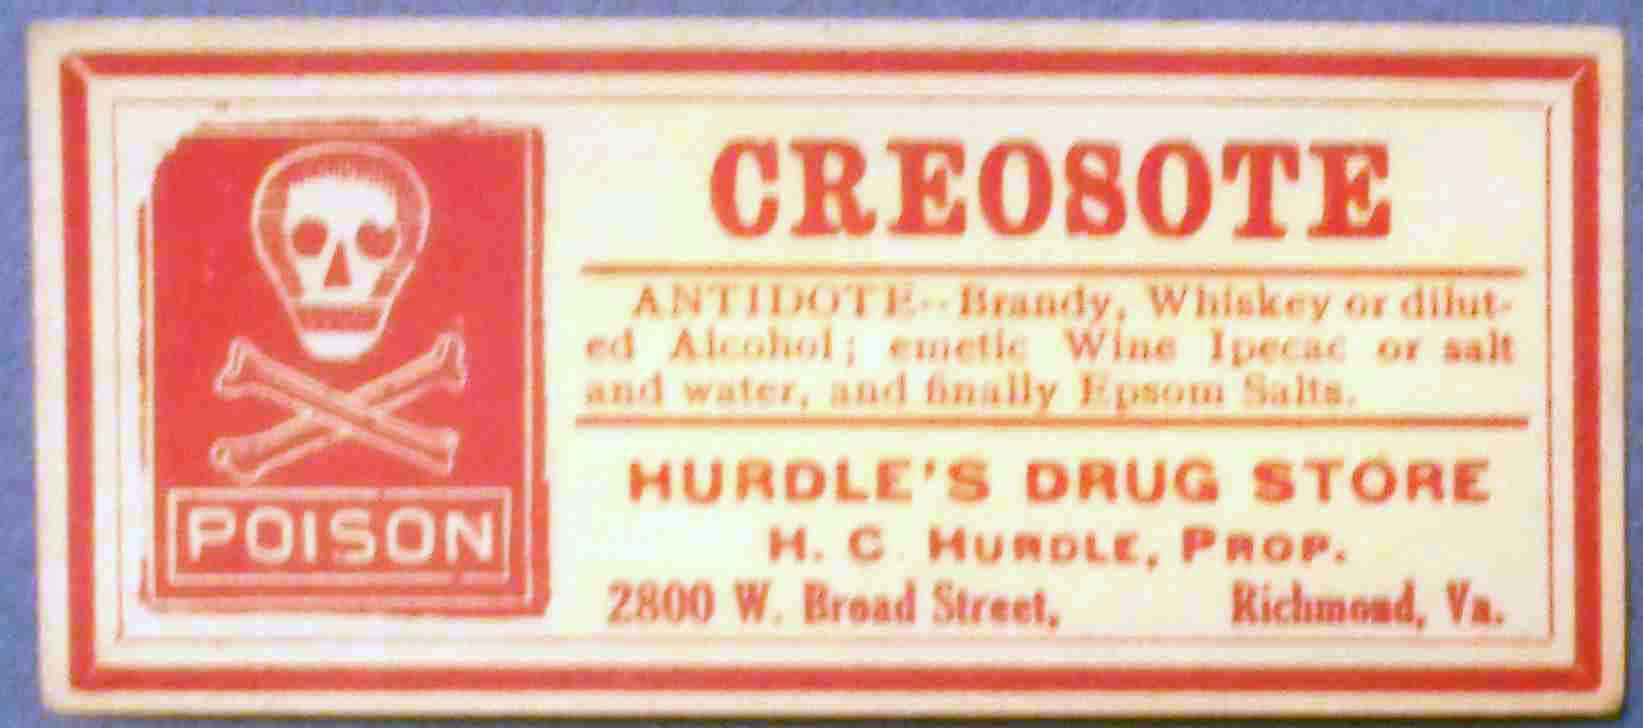 POISON
CREOSOTE
ANTIDOTE--Brandy, Whiskey or dilut-
ed Alcohol; emetic Wine Ipecac or salt
and water, and finally Epsom Salts.
HURDLE'S DRUG STORE
H. C. HURDLE, PROP.
2800 W. Broad Street, Richmond, Va.